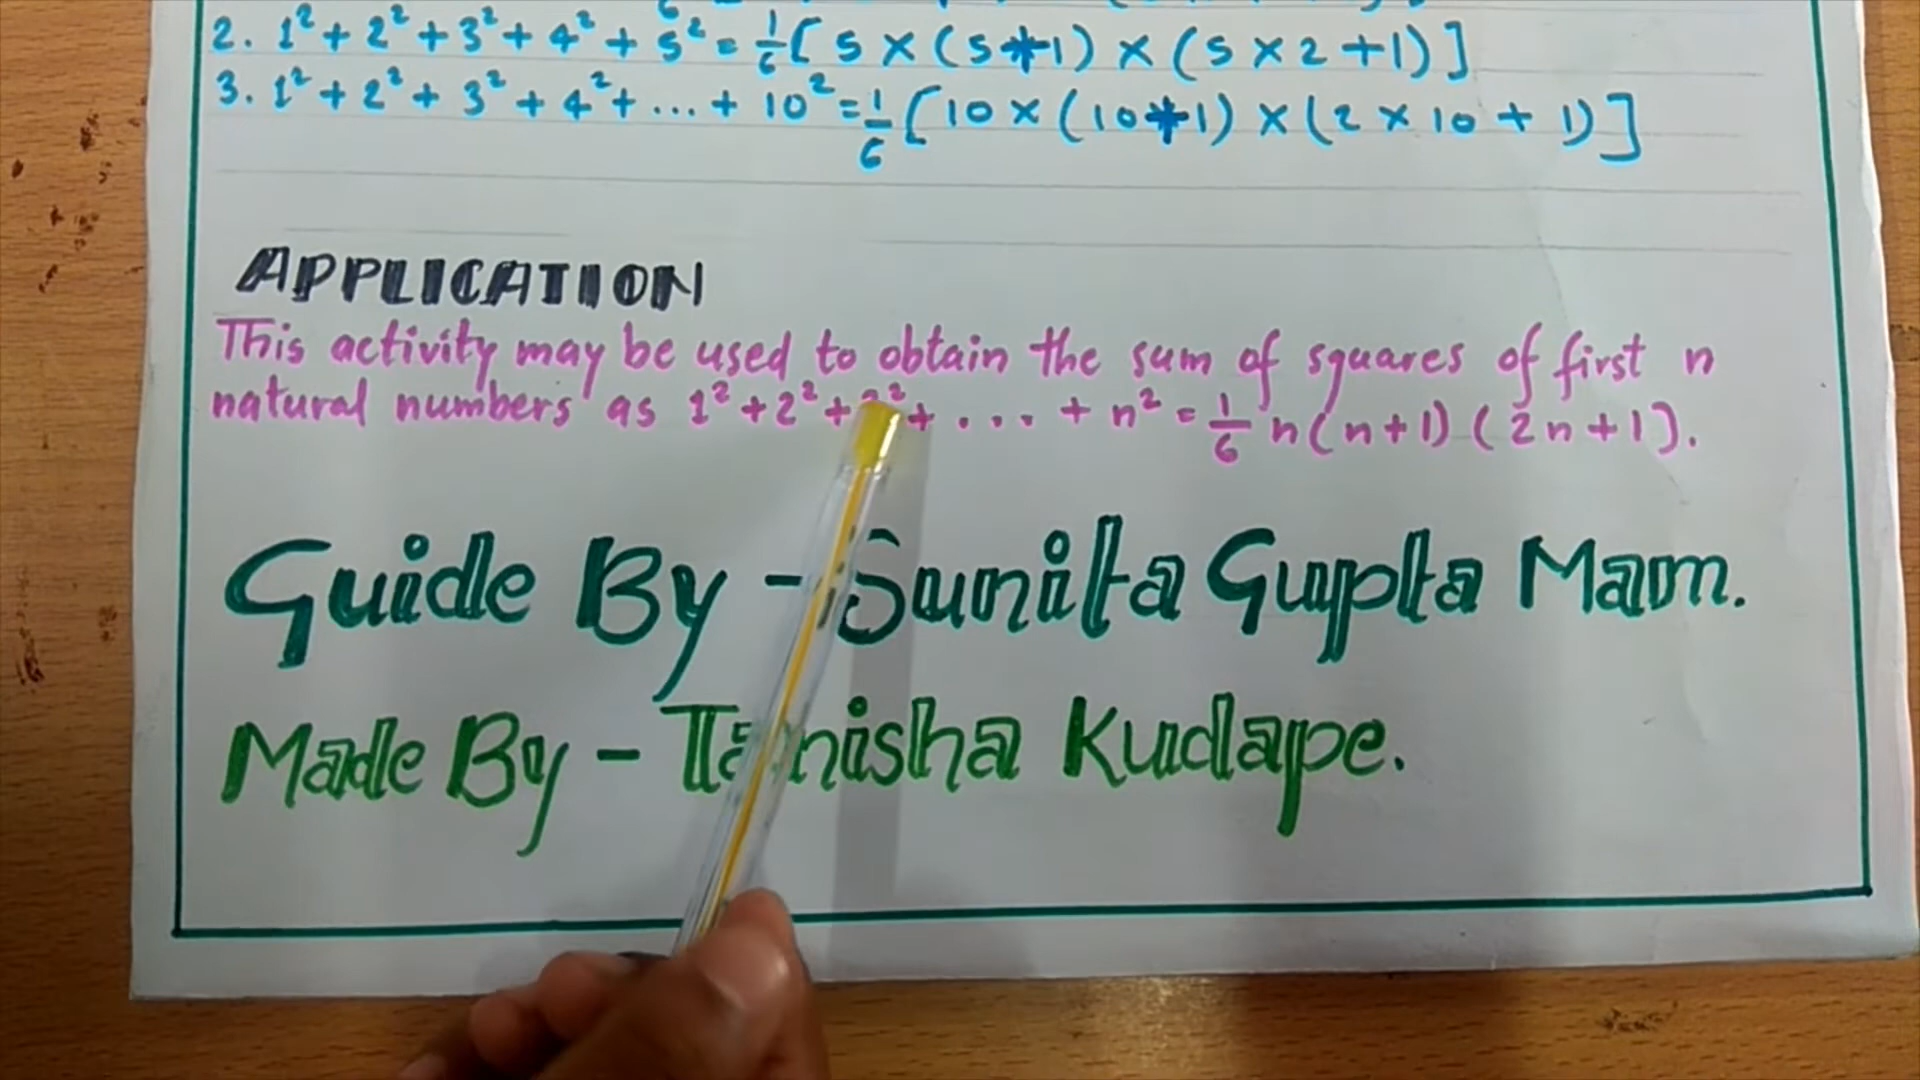 2. 1² + 2² + 3² + 4² + 5² = 1/6 [ 5 × (5+1) × (5 × 2 +1) ]
3. 1² + 2² + 3² + 4² + ... + 10² = 1/6 [ 10 × (10+1) × (2 × 10 + 1) ]
APPLICATION
This activity may be used to obtain the sum of squares of first n
natural numbers as 1² + 2² + 3² + .... + n² = 1/6 n(n+1) (2n+1).
Guide By - Sunita Gupta Mam.
Made By - Tanisha Kudape.